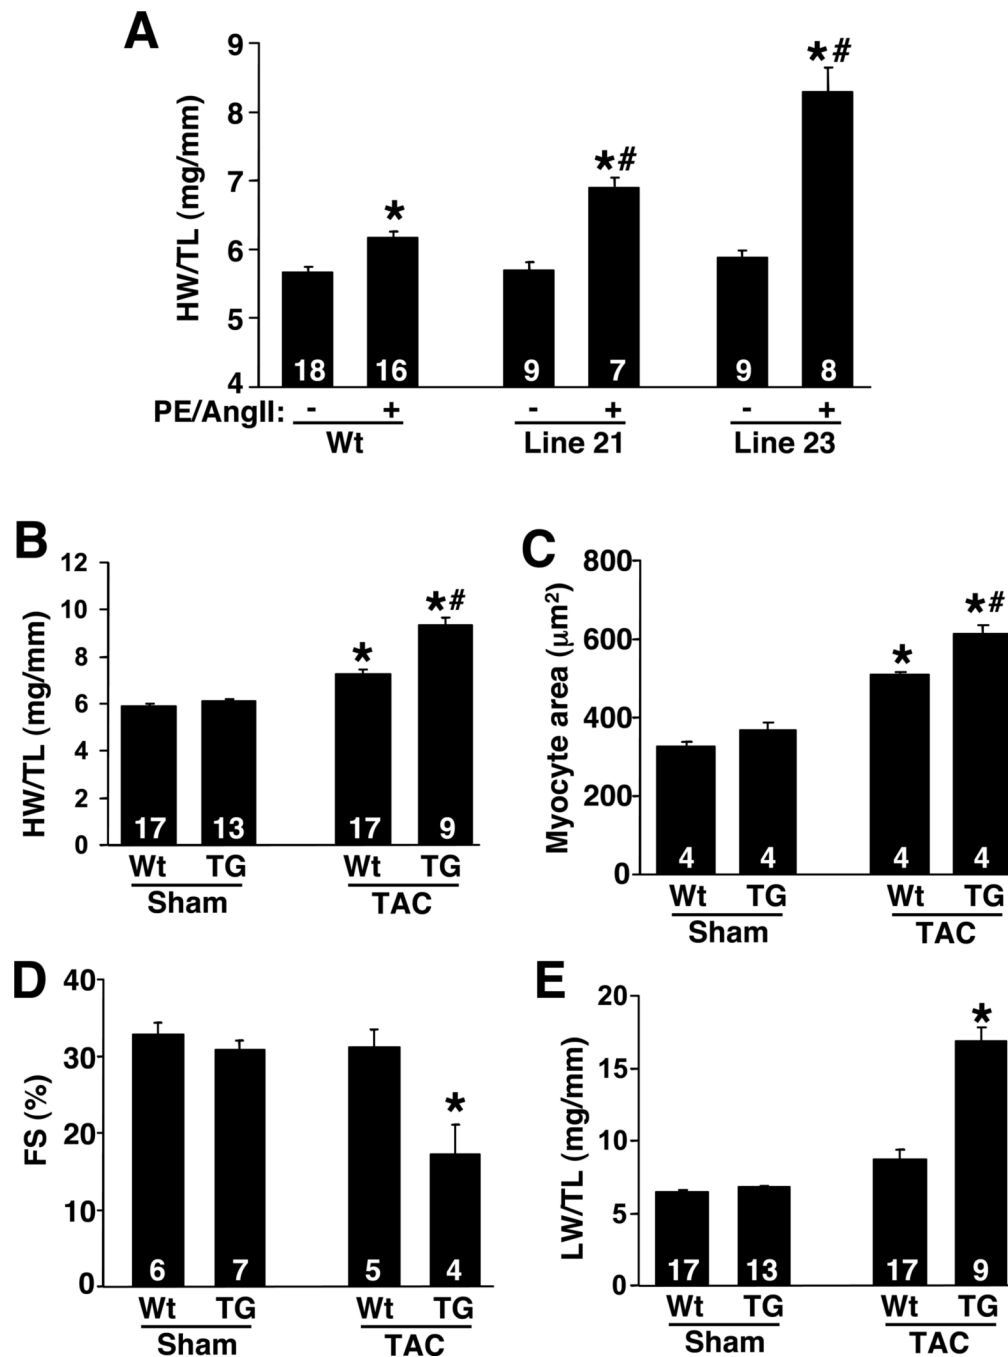 A
HW/TL (mg/mm)
9
8
7
6
5
4
*
*#
*#
18 16 9 7 9 8
PE/AngII: - + - + - +
Wt Line 21 Line 23
B
HW/TL (mg/mm)
12
10
8
6
4
2
0
*
*#
17 13 17 9
Wt TG Wt TG
Sham TAC
C
Myocyte area (μm²)
800
600
400
200
0
*
*#
4 4 4 4
Wt TG Wt TG
Sham TAC
D
FS (%)
40
30
20
10
0
*
6 7 5 4
Wt TG Wt TG
Sham TAC
E
LW/TL (mg/mm)
20
15
10
5
0
*
17 13 17 9
Wt TG Wt TG
Sham TAC